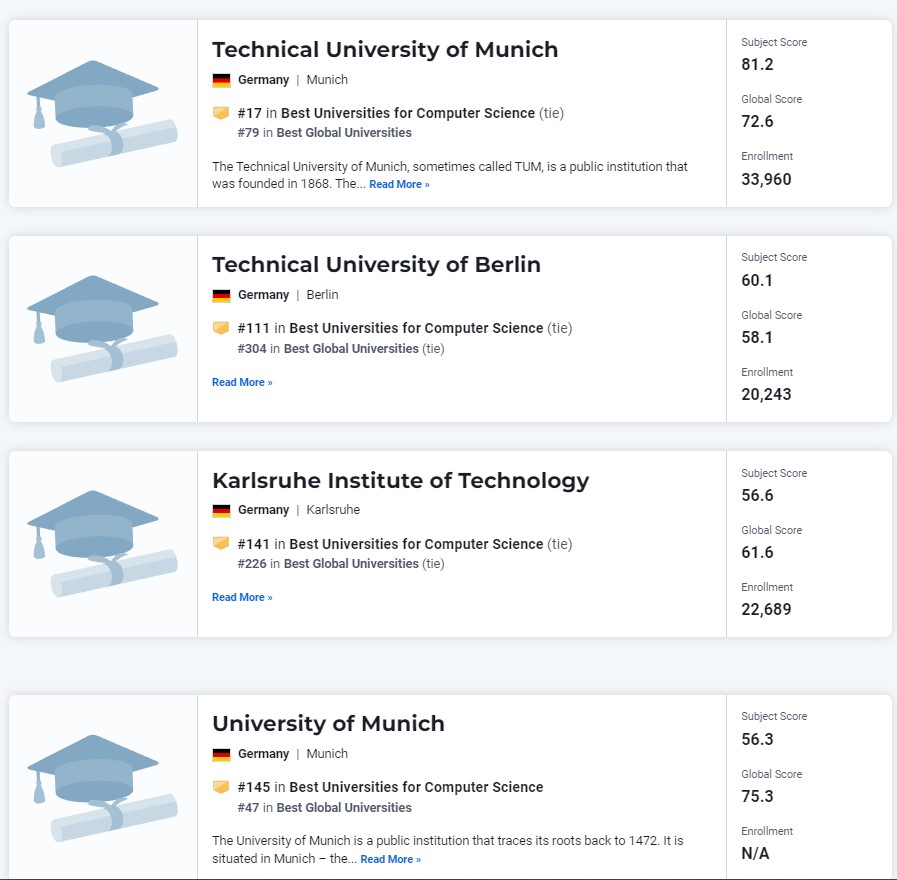 Technical University of Munich
Germany | Munich
#17 in Best Universities for Computer Science (tie)
#79 in Best Global Universities
The Technical University of Munich, sometimes called TUM, is a public institution that
was founded in 1868. The... Read More »
Subject Score
81.2
Global Score
72.6
Enrollment
33,960
Technical University of Berlin
Germany | Berlin
#111 in Best Universities for Computer Science (tie)
#304 in Best Global Universities (tie)
Read More »
Subject Score
60.1
Global Score
58.1
Enrollment
20,243
Karlsruhe Institute of Technology
Germany | Karlsruhe
#141 in Best Universities for Computer Science (tie)
#226 in Best Global Universities (tie)
Read More »
Subject Score
56.6
Global Score
61.6
Enrollment
22,689
University of Munich
Germany | Munich
#145 in Best Universities for Computer Science
#47 in Best Global Universities
The University of Munich is a public institution that traces its roots back to 1472. It is
situated in Munich – the... Read More »
Subject Score
56.3
Global Score
75.3
Enrollment
N/A